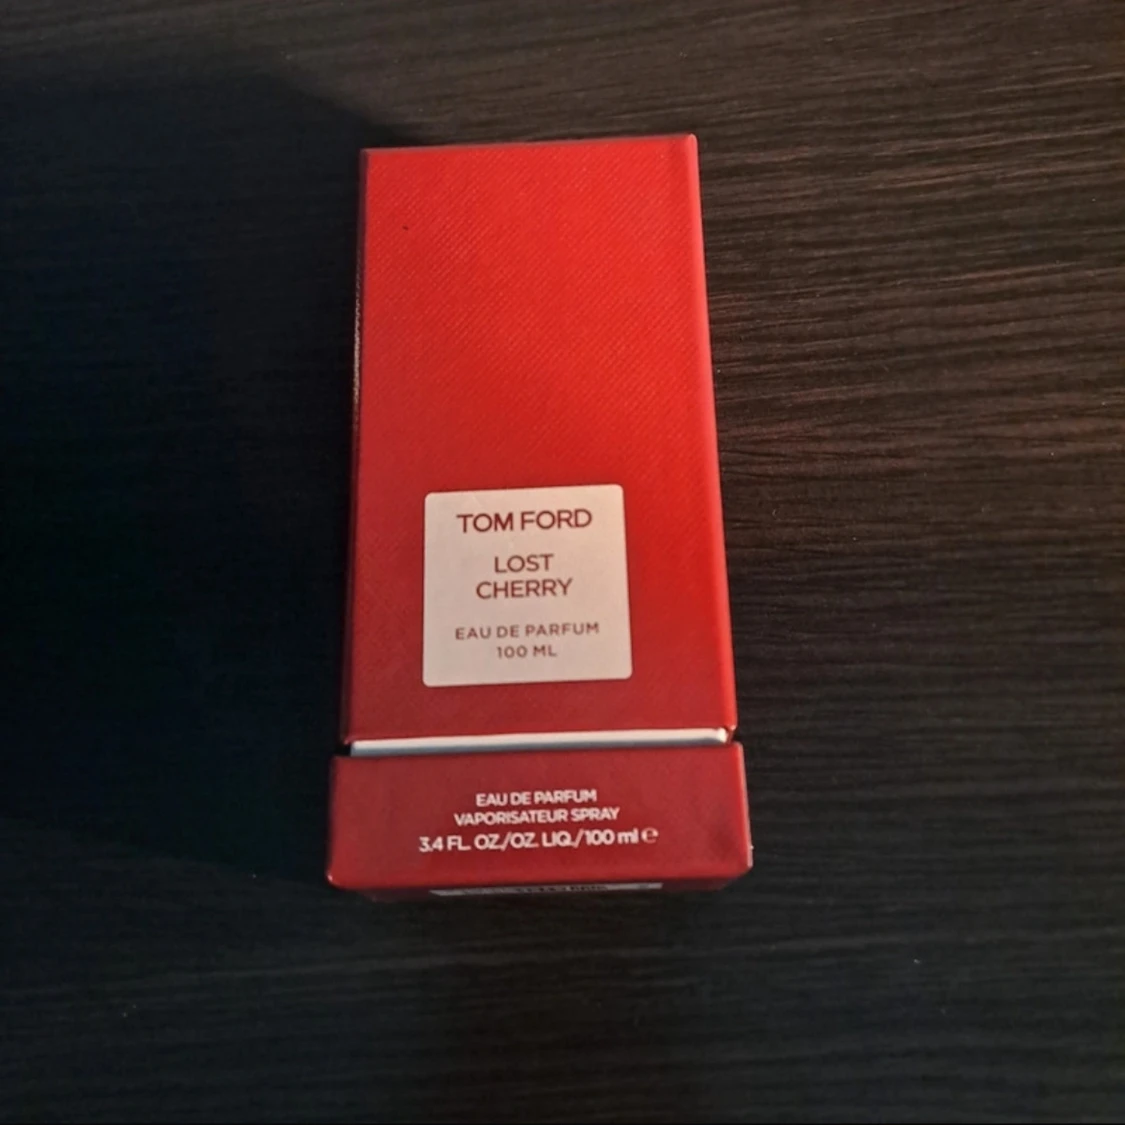 TOM FORD
LOST
CHERRY
EAU DE PARFUM
100 ML
EAU DE PARFUM
VAPORISATEUR SPRAY
3.4 FL. OZ./OZ. LIQ./100 ml ℮